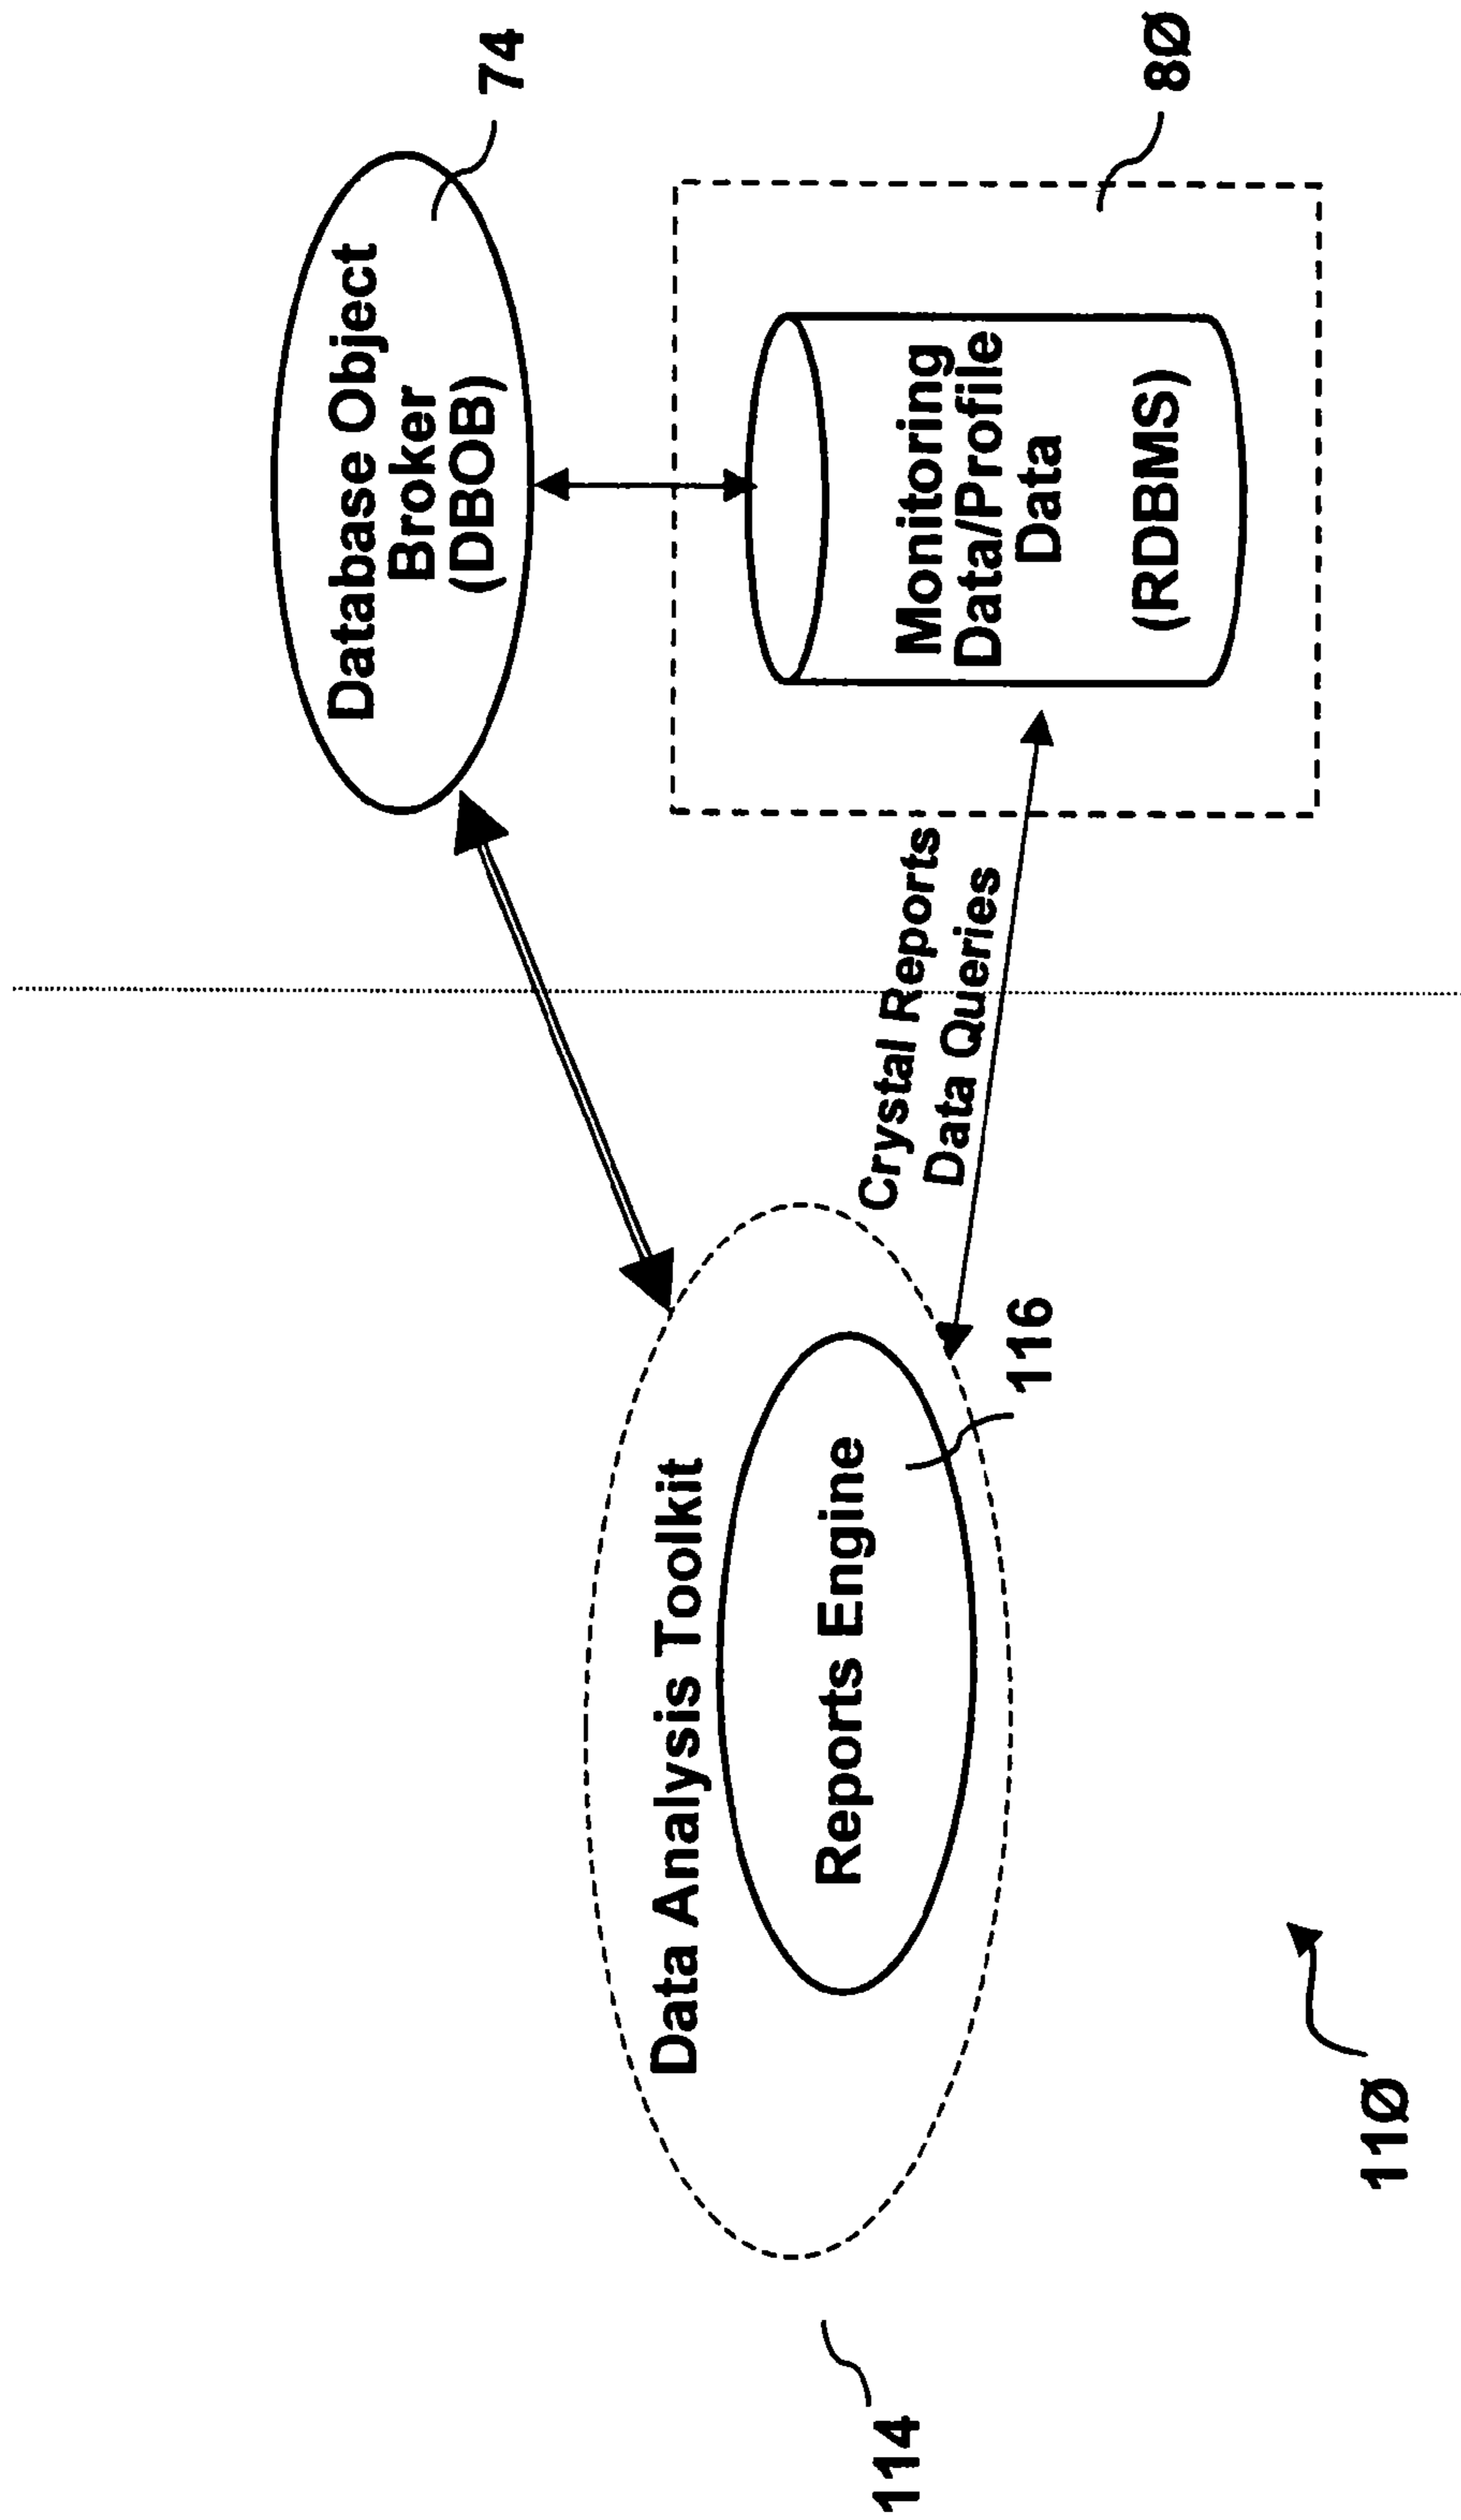 Database Object
Broker
(DBOB)
74
Data Analysis Toolkit
Reports Engine
116
Crystal Reports
Data Queries
Monitoring
Data/Profile
Data
(RDBMS)
8Ø
114
11Ø